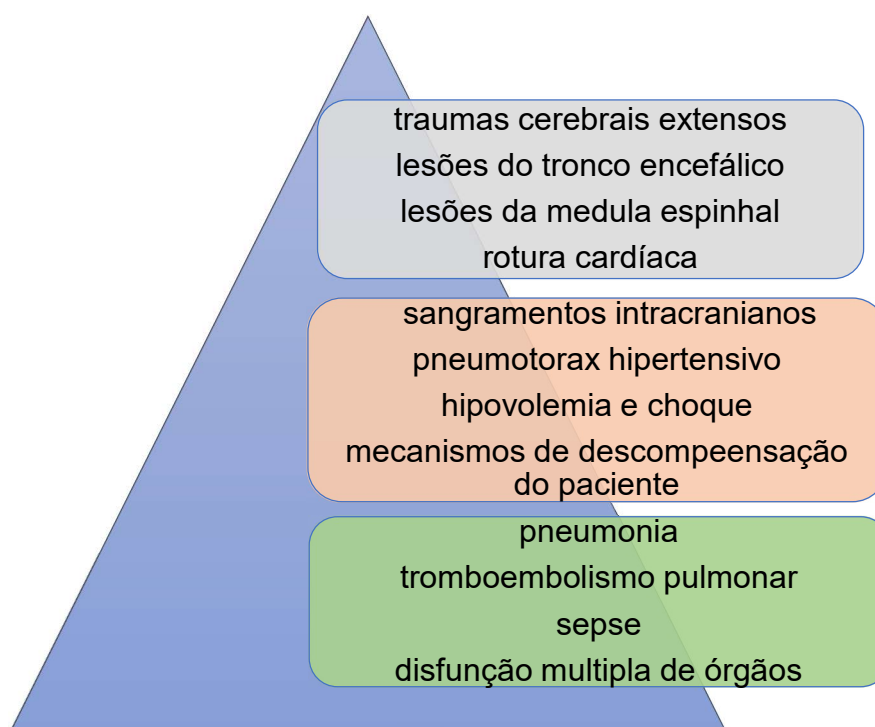 traumas cerebrais extensos
lesões do tronco encefálico
lesões da medula espinhal
rotura cardíaca
sangramentos intracranianos
pneumotorax hipertensivo
hipovolemia e choque
mecanismos de descompeensação
do paciente
pneumonia
tromboembolismo pulmonar
sepse
disfunção multipla de órgãos